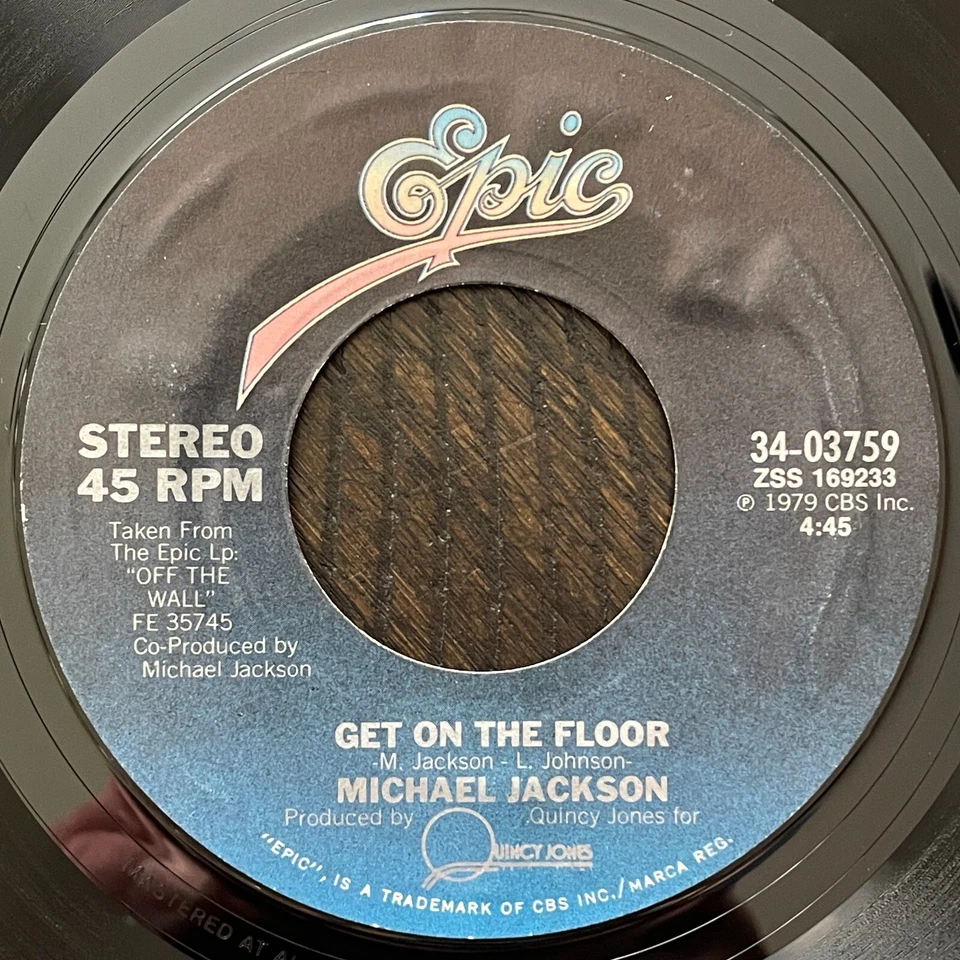 Epic
STEREO
45 RPM
Taken From
The Epic Lp:
"OFF THE
WALL"
FE 35745
Co-Produced by
Michael Jackson
34-03759
ZSS 169233
℗ 1979 CBS Inc.
4:45
GET ON THE FLOOR
-M. Jackson - L. Johnson-
MICHAEL JACKSON
Produced by Quincy Jones for
QUINCY JONES
"EPIC", IS A TRADEMARK OF CBS INC./MARCA REG.
MASTERED AT